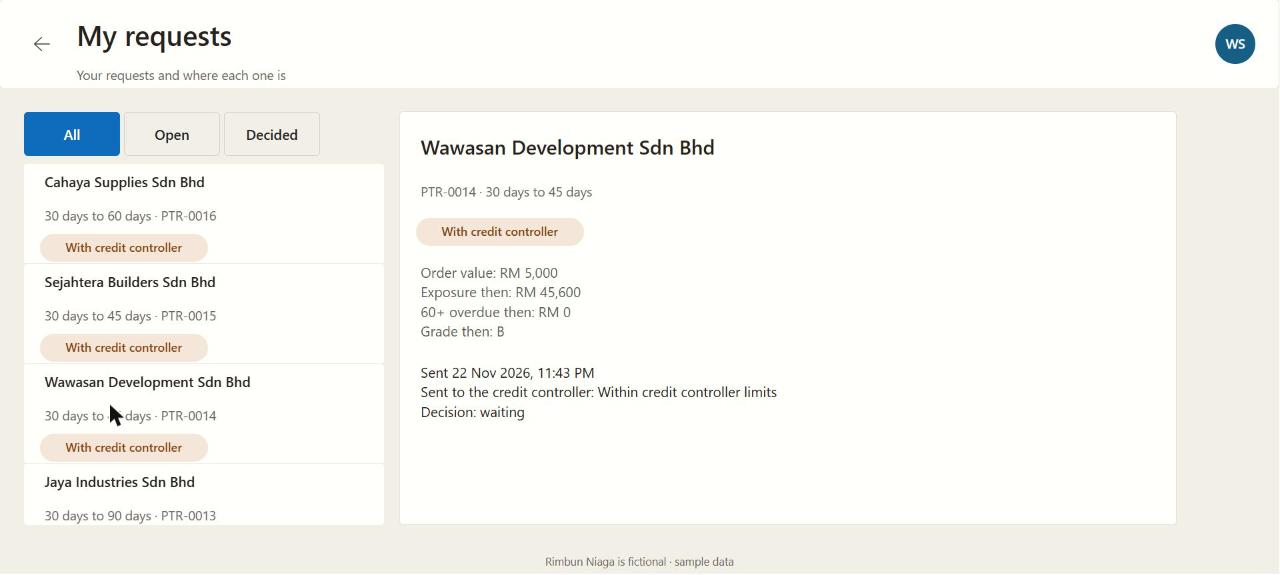 My requests
Your requests and where each one is
WS
All
Open
Decided
Cahaya Supplies Sdn Bhd
30 days to 60 days · PTR-0016
With credit controller
Sejahtera Builders Sdn Bhd
30 days to 45 days · PTR-0015
With credit controller
Wawasan Development Sdn Bhd
30 days to days · PTR-0014
With credit controller
Jaya Industries Sdn Bhd
30 days to 90 days · PTR-0013
Wawasan Development Sdn Bhd
PTR-0014 · 30 days to 45 days
With credit controller
Order value: RM 5,000
Exposure then: RM 45,600
60+ overdue then: RM 0
Grade then: B
Sent 22 Nov 2026, 11:43 PM
Sent to the credit controller: Within credit controller limits
Decision: waiting
Rimbun Niaga is fictional · sample data